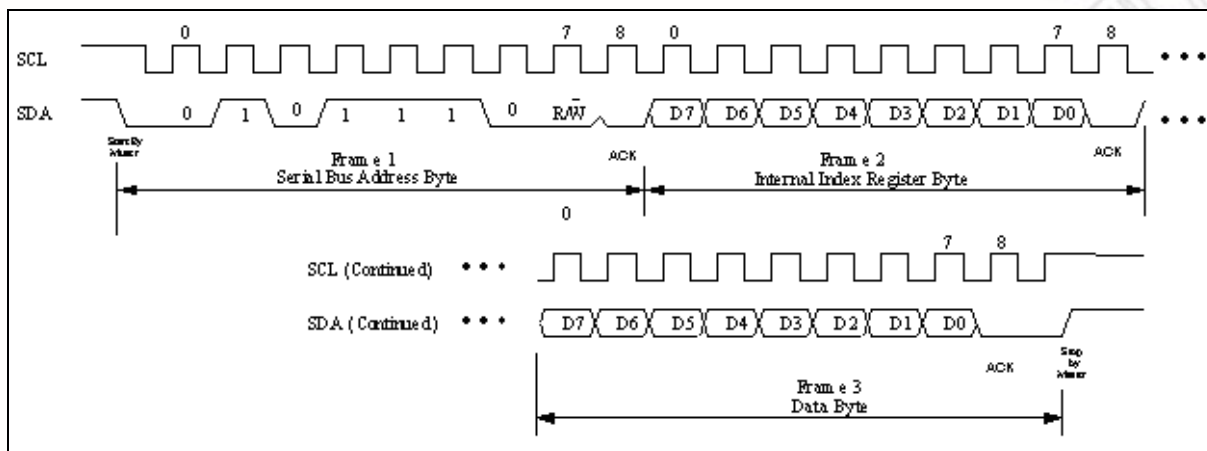 0 7 8 0 7 8
SCL
SDA 0 1 0 1 1 1 0 R/W D7 D6 D5 D4 D3 D2 D1 D0
Start By
Master
ACK ACK
Frame 1 Frame 2
Serial Bus Address Byte Internal Index Register Byte
0
7 8
SCL (Continued)
SDA (Continued) D7 D6 D5 D4 D3 D2 D1 D0
ACK
Stop
by
Master
Frame 3
Data Byte